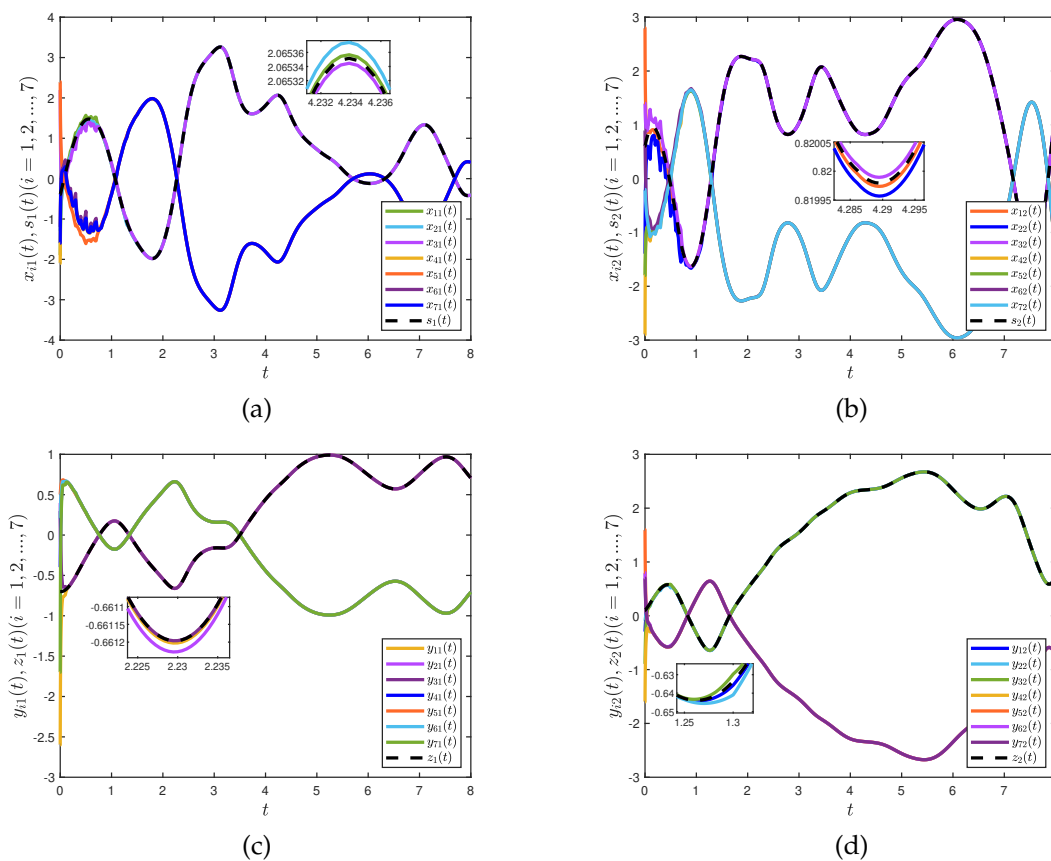 4
3
2
1
0
-1
-2
-3
-4
0 1 2 3 4 5 6 7 8
x_{i1}(t), s_1(t)(i = 1, 2, ..., 7)
t
2.06536
2.06534
2.06532
4.232 4.234 4.236
x_{11}(t)
x_{21}(t)
x_{31}(t)
x_{41}(t)
x_{51}(t)
x_{61}(t)
x_{71}(t)
s_1(t)
(a)
3
2
1
0
-1
-2
-3
0 1 2 3 4 5 6 7
x_{i2}(t), s_2(t)(i = 1, 2, ..., 7)
t
0.82005
0.82
0.81995
4.285 4.29 4.295
x_{12}(t)
x_{22}(t)
x_{32}(t)
x_{42}(t)
x_{52}(t)
x_{62}(t)
x_{72}(t)
s_2(t)
(b)
1
0.5
0
-0.5
-1
-1.5
-2
-2.5
-3
0 1 2 3 4 5 6 7 8
y_{i1}(t), z_1(t)(i = 1, 2, ..., 7)
t
-0.6611
-0.66115
-0.6612
2.225 2.23 2.235
y_{11}(t)
y_{21}(t)
y_{31}(t)
y_{41}(t)
y_{51}(t)
y_{61}(t)
y_{71}(t)
z_1(t)
(c)
3
2
1
0
-1
-2
-3
0 1 2 3 4 5 6 7
y_{i2}(t), z_2(t)(i = 1, 2, ..., 7)
t
-0.63
-0.64
-0.65
1.25 1.3
y_{12}(t)
y_{22}(t)
y_{32}(t)
y_{42}(t)
y_{52}(t)
y_{62}(t)
y_{72}(t)
z_2(t)
(d)